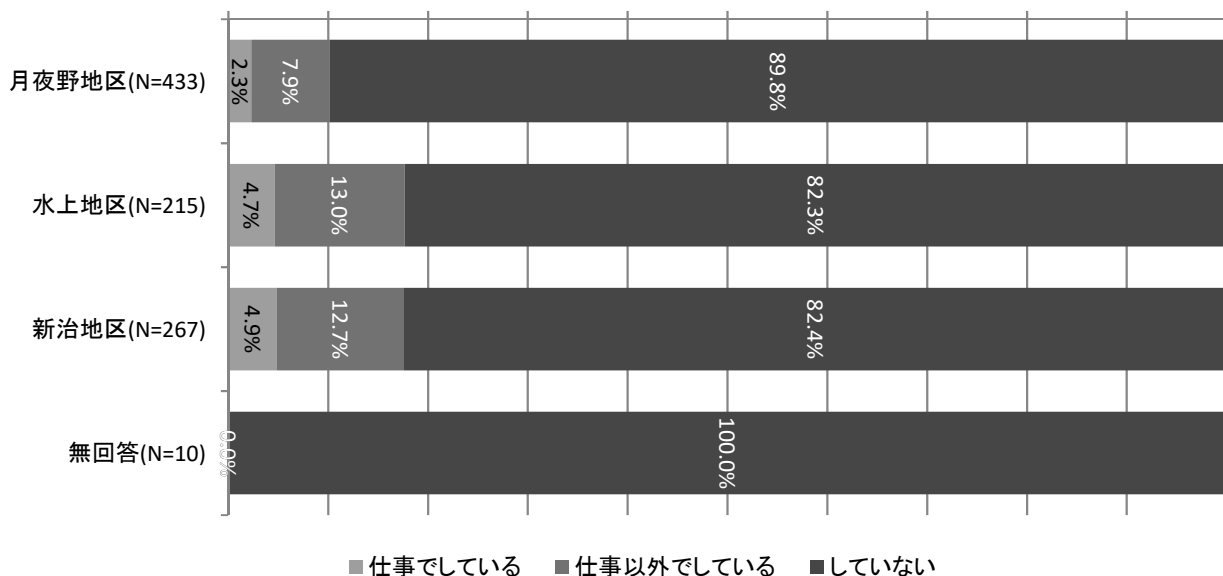 月夜野地区(N=433)
2.3%
7.9%
89.8%
水上地区(N=215)
4.7%
13.0%
82.3%
新治地区(N=267)
4.9%
12.7%
82.4%
無回答(N=10)
0.0%
100.0%
仕事でしている
仕事以外でしている
していない